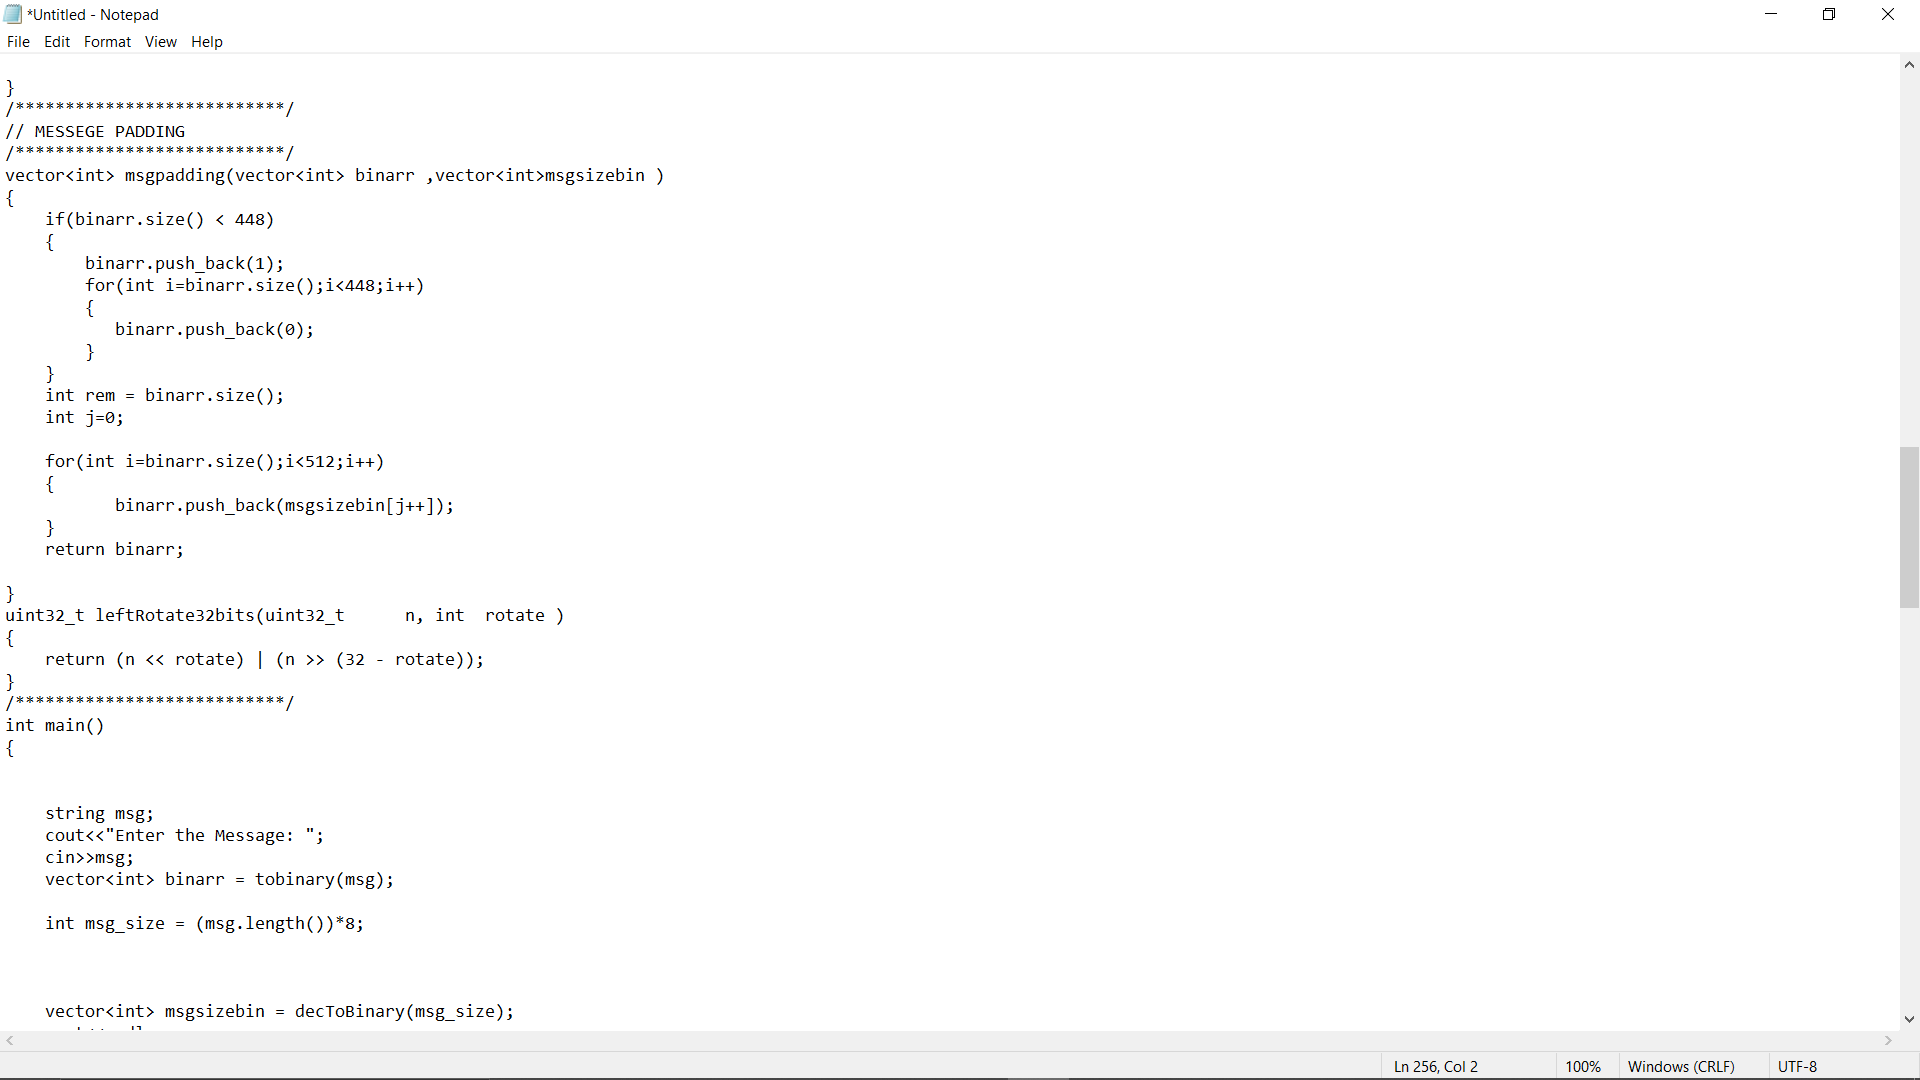 *Untitled - Notepad
File Edit Format View Help
}
/***************************/
// MESSEGE PADDING
/***************************/
vector<int> msgpadding(vector<int> binarr ,vector<int>msgsizebin )
{
    if(binarr.size() < 448)
    {
        binarr.push_back(1);
        for(int i=binarr.size();i<448;i++)
        {
           binarr.push_back(0);
        }
    }
    int rem = binarr.size();
    int j=0;

    for(int i=binarr.size();i<512;i++)
    {
           binarr.push_back(msgsizebin[j++]);
    }
    return binarr;

}
uint32_t leftRotate32bits(uint32_t      n, int  rotate )
{
    return (n << rotate) | (n >> (32 - rotate));
}
/***************************/
int main()
{


    string msg;
    cout<<"Enter the Message: ";
    cin>>msg;
    vector<int> binarr = tobinary(msg);

    int msg_size = (msg.length())*8;



    vector<int> msgsizebin = decToBinary(msg_size);
Ln 256, Col 2 100% Windows (CRLF) UTF-8